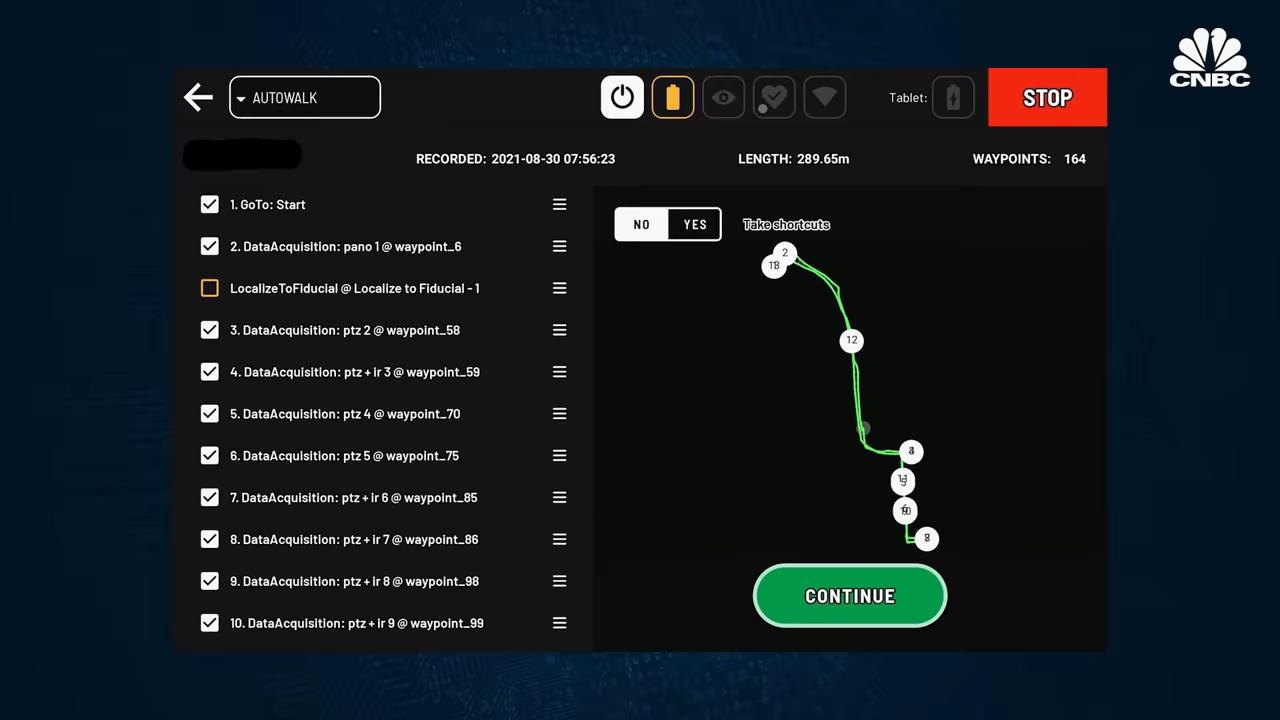 CNBC
AUTOWALK
Tablet:
STOP
RECORDED: 2021-08-30 07:56:23
LENGTH: 289.65m
WAYPOINTS: 164
1. GoTo: Start
2. DataAcquisition: pano 1 @ waypoint_6
LocalizeToFiducial @ Localize to Fiducial - 1
3. DataAcquisition: ptz 2 @ waypoint_58
4. DataAcquisition: ptz + ir 3 @ waypoint_59
5. DataAcquisition: ptz 4 @ waypoint_70
6. DataAcquisition: ptz 5 @ waypoint_75
7. DataAcquisition: ptz + ir 6 @ waypoint_85
8. DataAcquisition: ptz + ir 7 @ waypoint_86
9. DataAcquisition: ptz + ir 8 @ waypoint_98
10. DataAcquisition: ptz + ir 9 @ waypoint_99
NO YES Take shortcuts
2
12
CONTINUE